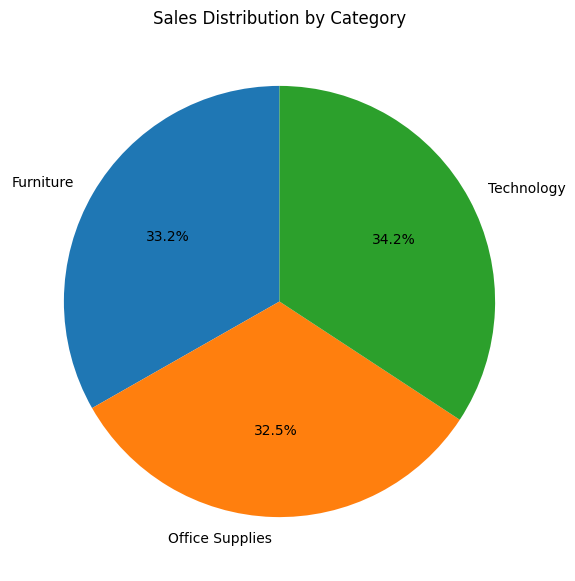 Sales Distribution by Category
Furniture
Technology
33.2%
34.2%
32.5%
Office Supplies